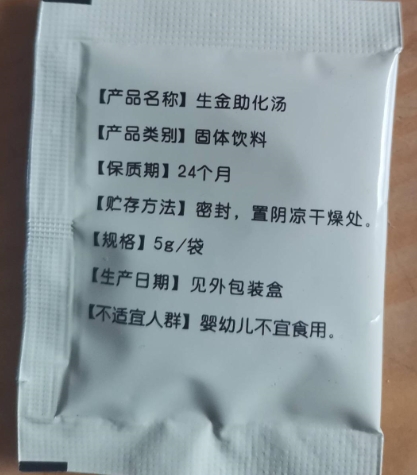 【产品名称】生金助化汤
【产品类别】固体饮料
【保质期】24个月
【贮存方法】密封，置阴凉干燥处。
【规格】5g/袋
【生产日期】见外包装盒
【不适宜人群】婴幼儿不宜食用。